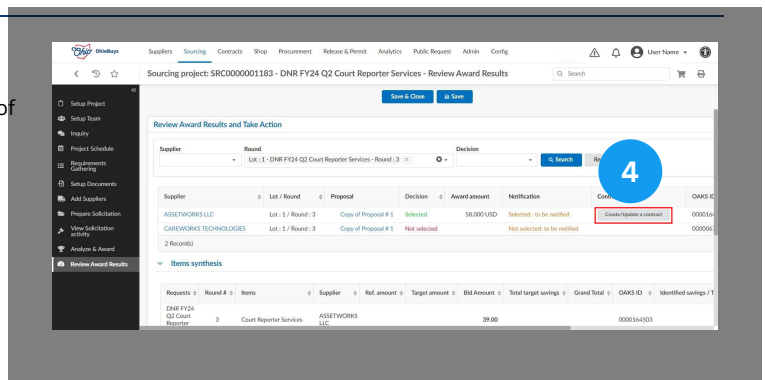 of
Ohio OhioBuys
Suppliers Sourcing Contracts Shop Procurement Release & Permit Analytics Public Request Admin Config
User Name
Sourcing project: SRC0000001183 - DNR FY24 Q2 Court Reporter Services - Review Award Results
Search
Save & Close Save
Setup Project
Setup Team
Inquiry
Project Schedule
Requirements
Gathering
Setup Documents
Add Suppliers
Prepare Solicitation
View Solicitation
activity
Analyze & Award
Review Award Results
Review Award Results and Take Action
Supplier Round Decision
Lot : 1 - DNR FY24 Q2 Court Reporter Services - Round : 3 Search
4
Supplier Lot / Round Proposal Decision Award amount Notification OAKS ID
ASSETWORKS LLC Lot : 1 / Round : 3 Copy of Proposal # 1 Selected 58.000 USD Selected : to be notified Create/Update a contract
CAREWORKS TECHNOLOGIES Lot : 1 / Round : 3 Copy of Proposal # 1 Not selected Not selected: to be notified
2 Record(s)
Items synthesis
Requests Round # Items Supplier Ref. amount Target amount Bid Amount Total target savings Grand Total OAKS ID Identified savings / T
DNR FY24
Q2 Court
Reporter 3 Court Reporter Services ASSETWORKS
LLC 39.00 0000164503